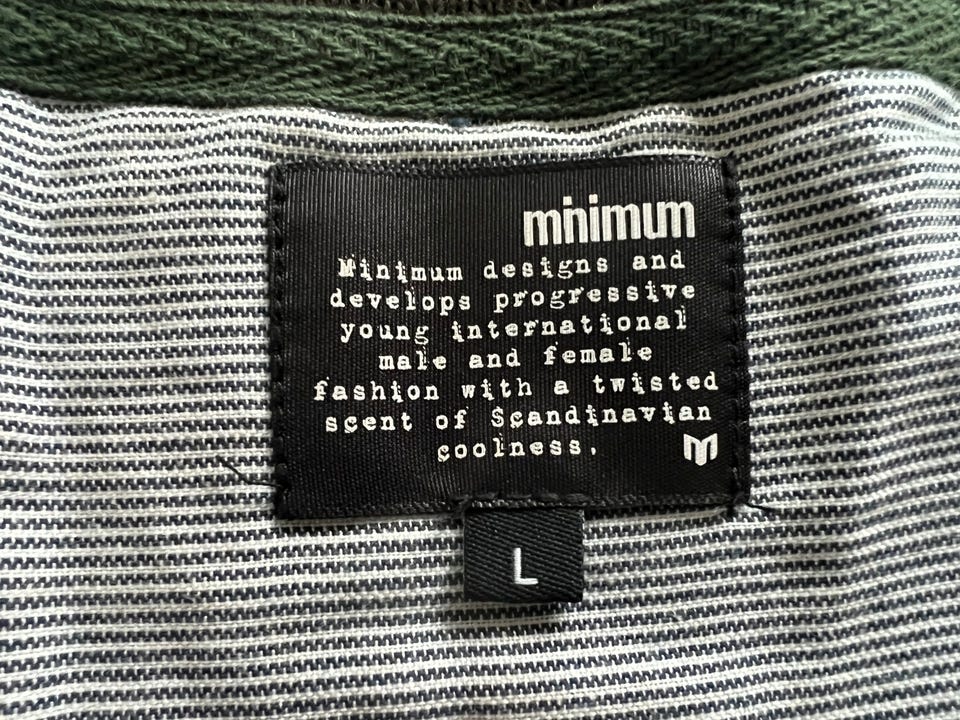 minimum
Minimum designs and
develops progressive
young international
male and female
fashion with a twisted
scent of Scandinavian
coolness.
L